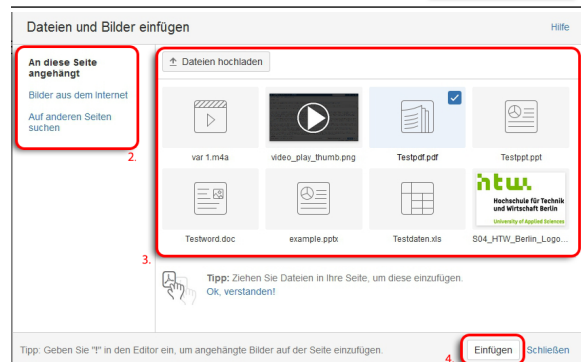 Dateien und Bilder einfügen
Hilfe
An diese Seite
angehängt
Bilder aus dem Internet
Auf anderen Seiten
suchen
2.
Dateien hochladen
var 1.m4a
video_play_thumb.png
Testpdf.pdf
Testppt.ppt
htw.
Hochschule für Technik
und Wirtschaft Berlin
University of Applied Sciences
Testword.doc
example.pptx
Testdaten.xls
S04_HTW_Berlin_Logo...
3.
Tipp: Ziehen Sie Dateien in Ihre Seite, um diese einzufügen.
Ok, verstanden!
Tipp: Geben Sie "!" in den Editor ein, um angehängte Bilder auf der Seite einzufügen.
4.
Einfügen
Schließen